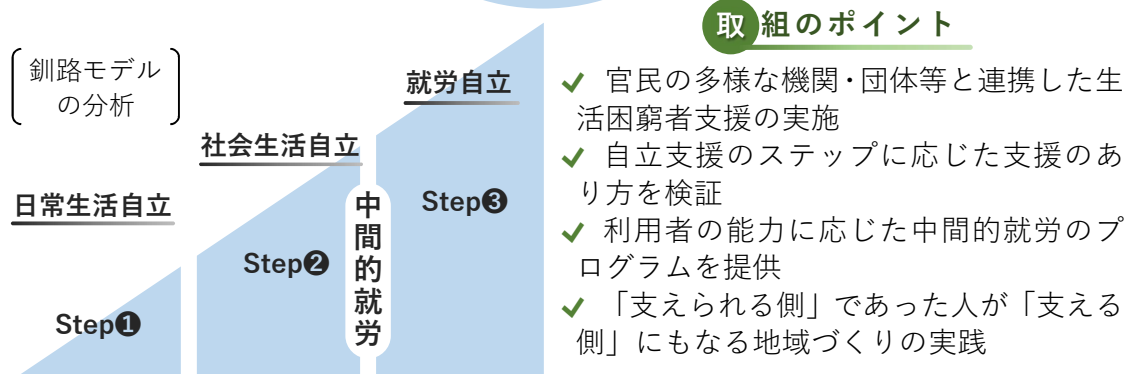 釧路モデル
の分析
日常生活自立
Step❶
社会生活自立
Step❷
中間的就労
就労自立
Step❸
取組のポイント
✔ 官民の多様な機関・団体等と連携した生
活困窮者支援の実施
✔ 自立支援のステップに応じた支援のあ
り方を検証
✔ 利用者の能力に応じた中間的就労のプ
ログラムを提供
✔ 「支えられる側」であった人が「支える
側」にもなる地域づくりの実践